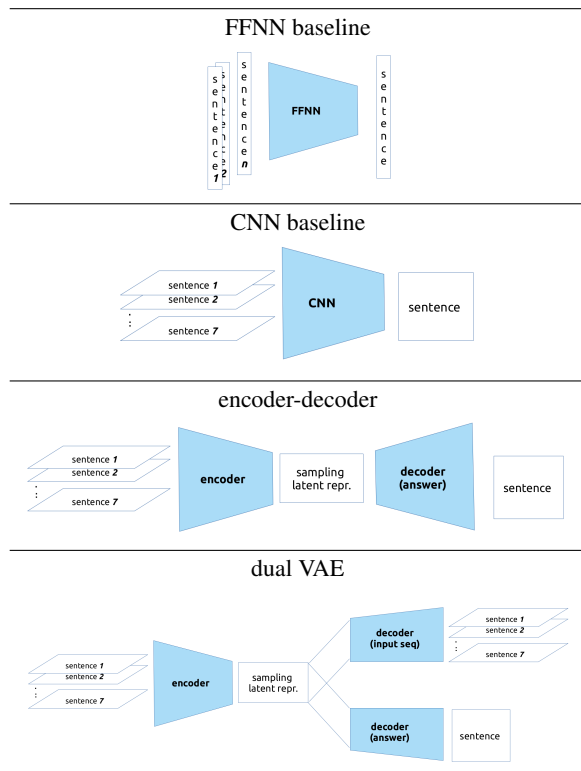 FFNN baseline
sentence 1
sentence 2
sentence n
FFNN
sentence
CNN baseline
sentence 1
sentence 2
⋮
sentence 7
CNN
sentence
encoder-decoder
sentence 1
sentence 2
⋮
sentence 7
encoder
sampling
latent repr.
decoder
(answer)
sentence
dual VAE
sentence 1
sentence 2
⋮
sentence 7
encoder
sampling
latent repr.
decoder
(input seq)
sentence 1
sentence 2
⋮
sentence 7
decoder
(answer)
sentence